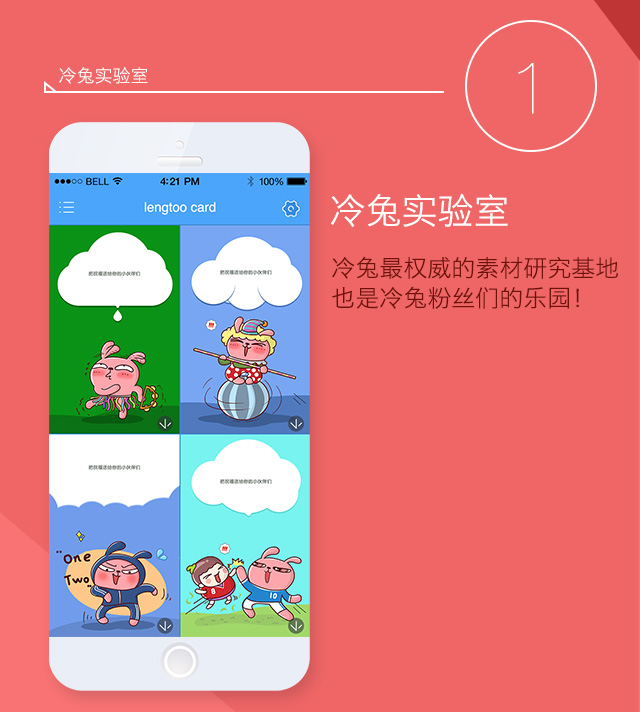 冷兔实验室
1
BELL 4:21 PM 100%
lengtoo card
冷兔实验室
冷兔最权威的素材研究基地
也是冷兔粉丝们的乐园！
把祝福送给你的小伙伴们
把祝福送给你的小伙伴们
把祝福送给你的小伙伴们
把祝福送给你的小伙伴们
"One
Two"
8
10